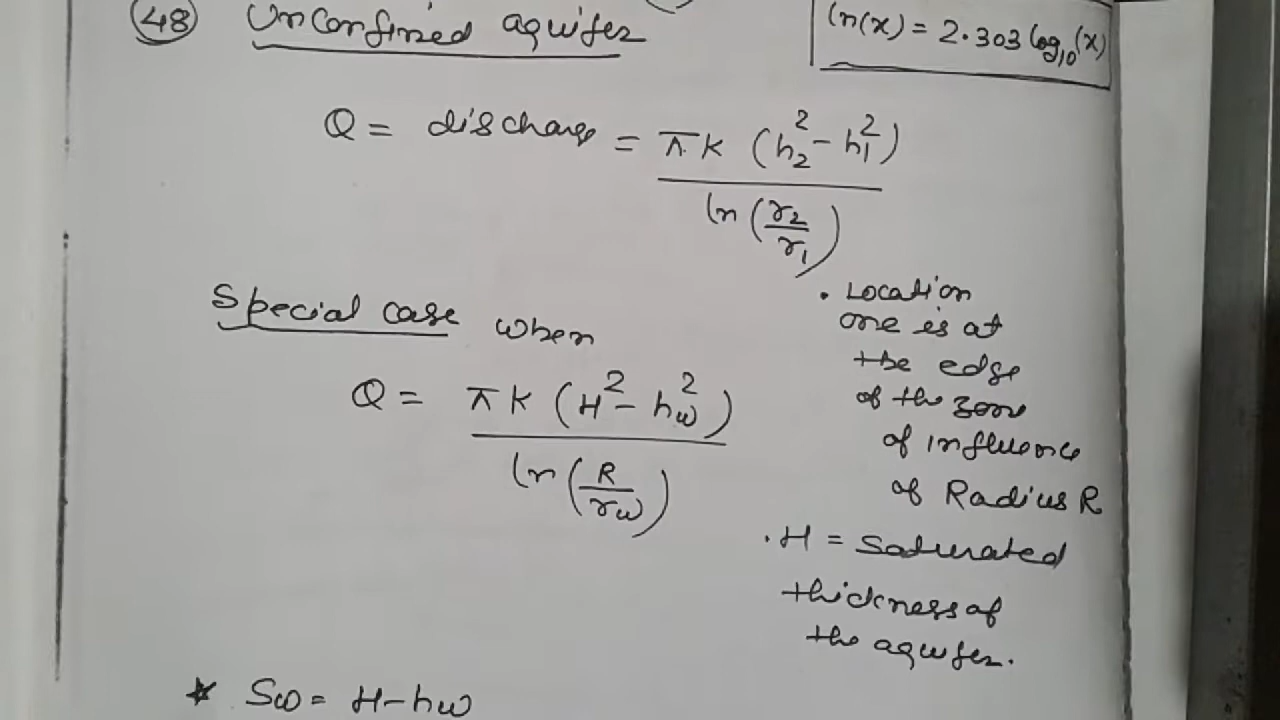 48 Unconfined aquifer
ln(x) = 2.303 log₁₀(x)
Q = discharge = πK (h₂² - h₁²) / ln (r₂/r₁)
Special case when
Q = πK (H² - hw²) / ln (R/rw)
. Location
one is at
the edge
of the zone
of influence
of Radius R
. H = Saturated
thickness of
the aquifer.
* Sw = H-hw